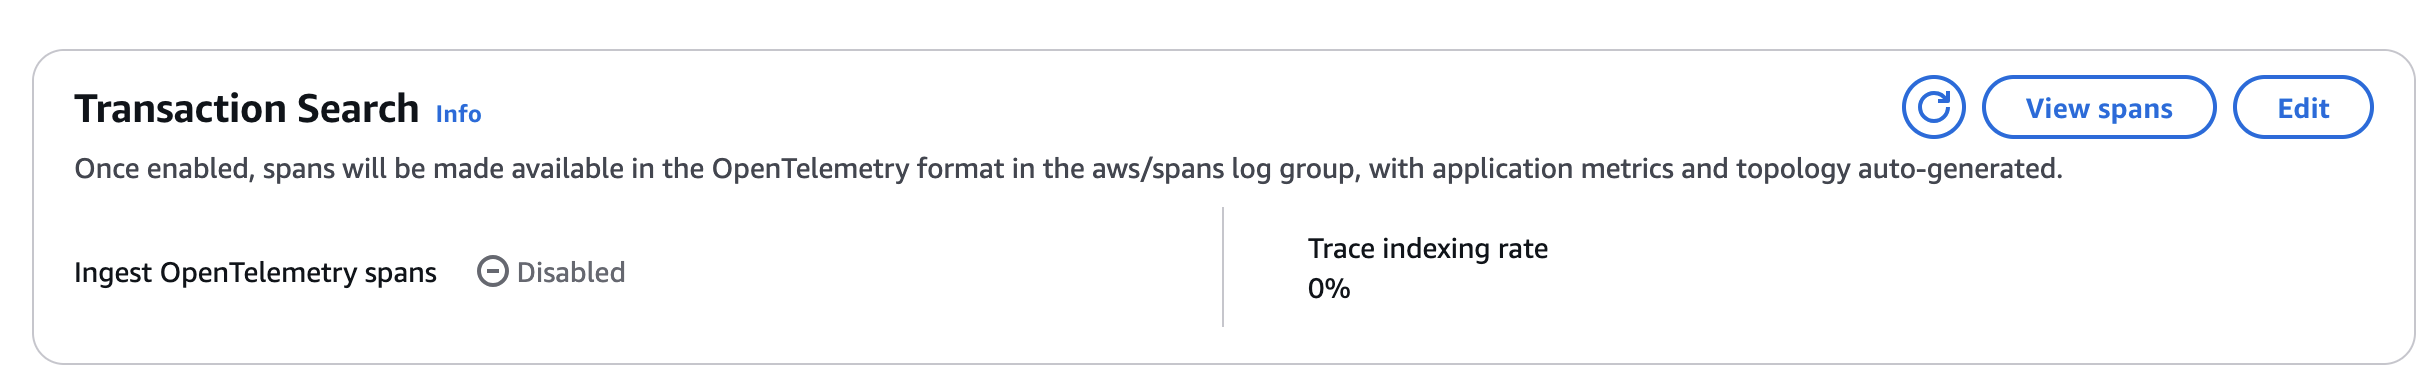 Transaction Search Info
View spans
Edit
Once enabled, spans will be made available in the OpenTelemetry format in the aws/spans log group, with application metrics and topology auto-generated.
Ingest OpenTelemetry spans
Disabled
Trace indexing rate
0%